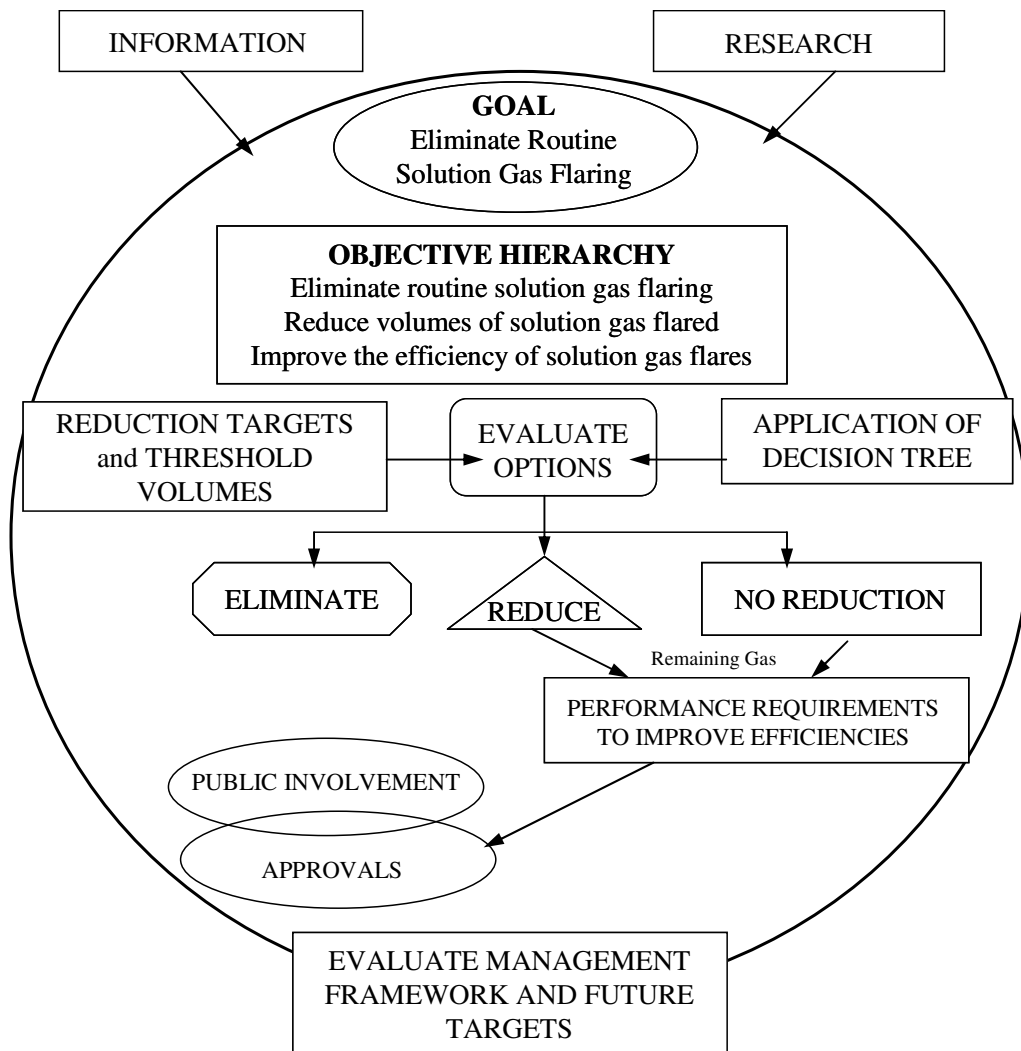 INFORMATION
RESEARCH
GOAL
Eliminate Routine
Solution Gas Flaring
OBJECTIVE HIERARCHY
Eliminate routine solution gas flaring
Reduce volumes of solution gas flared
Improve the efficiency of solution gas flares
REDUCTION TARGETS
and THRESHOLD
VOLUMES
EVALUATE
OPTIONS
APPLICATION OF
DECISION TREE
ELIMINATE
REDUCE
NO REDUCTION
Remaining Gas
PERFORMANCE REQUIREMENTS
TO IMPROVE EFFICIENCIES
PUBLIC INVOLVEMENT
APPROVALS
EVALUATE MANAGEMENT
FRAMEWORK AND FUTURE
TARGETS